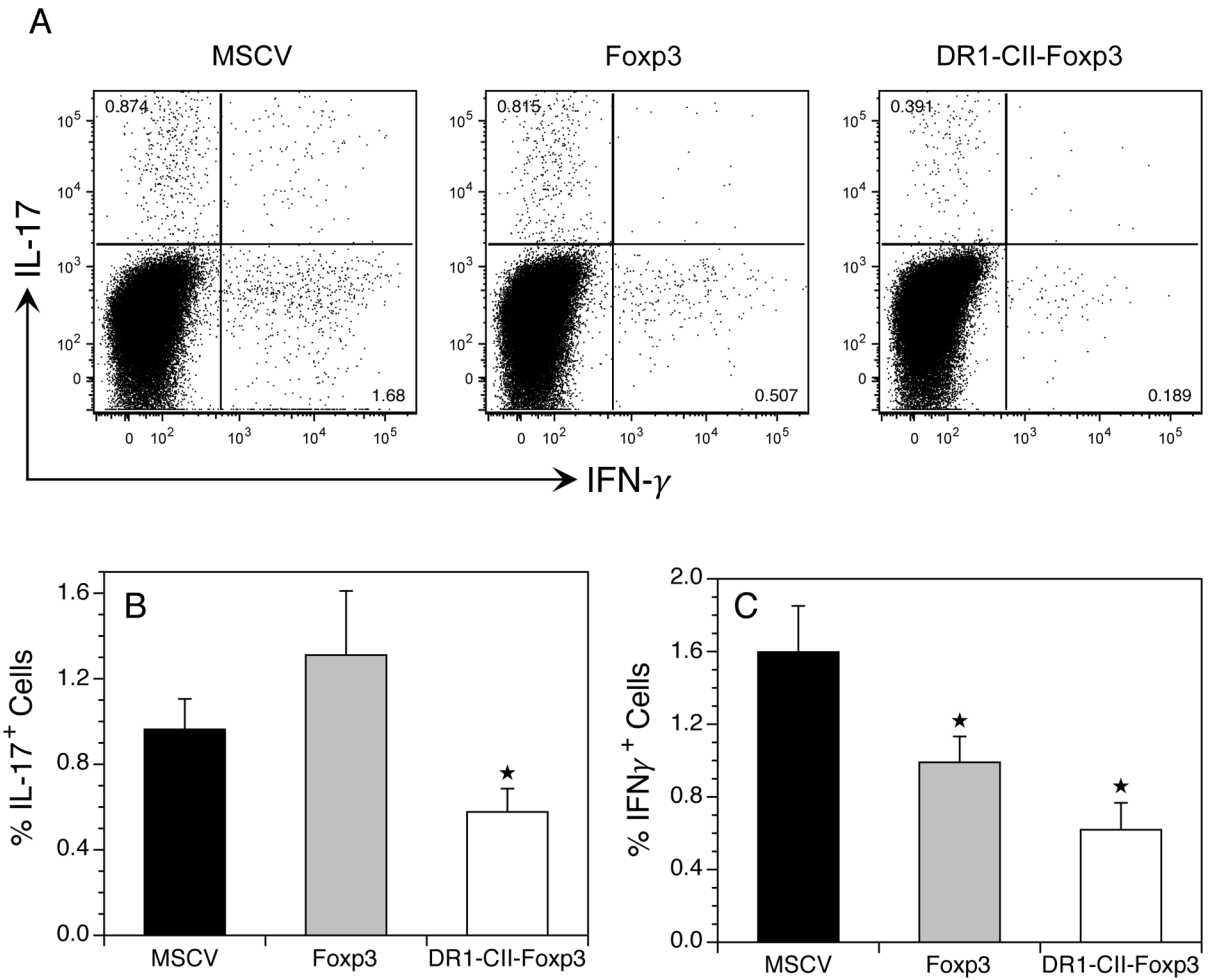 A
MSCV Foxp3 DR1-CII-Foxp3
0.874 0.815 0.391
10⁵ 10⁵ 10⁵
10⁴ 10⁴ 10⁴
IL-17
10³ 10³ 10³
10² 10² 10²
0 0 0
1.68 0.507 0.189
0 10² 10³ 10⁴ 10⁵ 0 10² 10³ 10⁴ 10⁵ 0 10² 10³ 10⁴ 10⁵
IFN-γ
B
% IL-17⁺ Cells
1.6
1.2
0.8
★
0.4
0.0
MSCV Foxp3 DR1-CII-Foxp3
C
% IFNγ⁺ Cells
2.0
1.6
1.2
★
0.8
★
0.4
0.0
MSCV Foxp3 DR1-CII-Foxp3